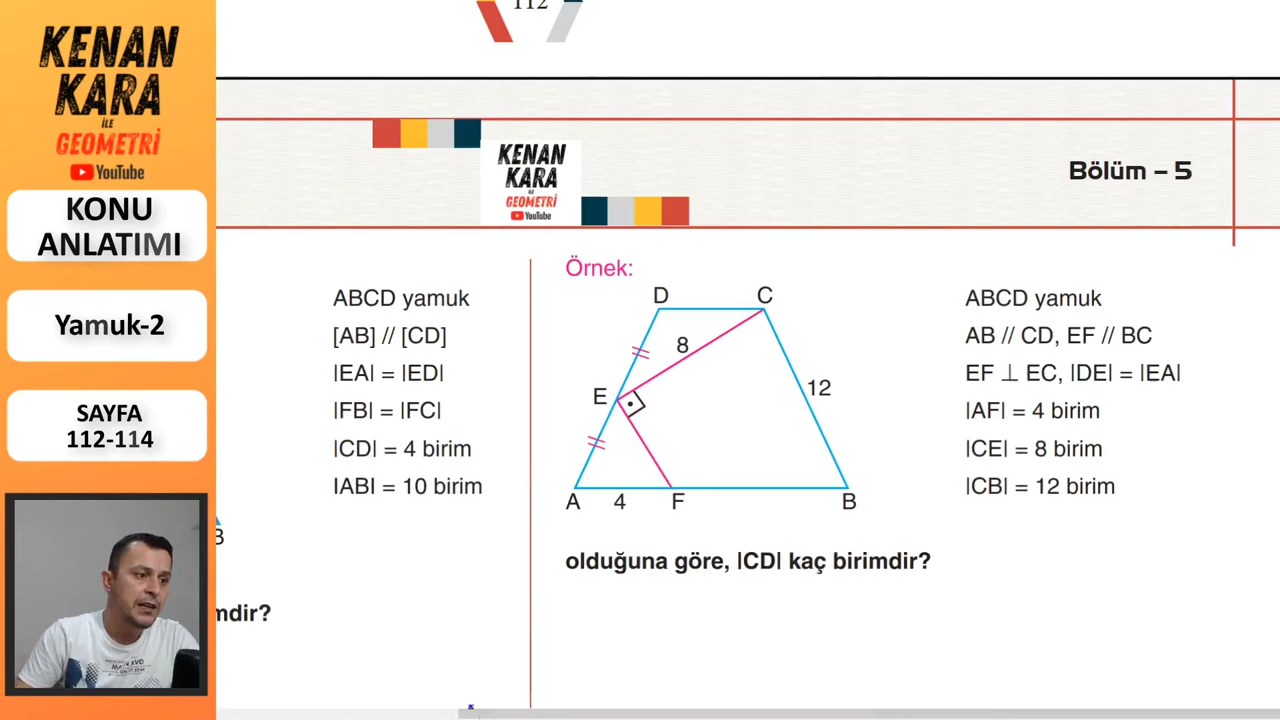 112
KENAN
KARA
İLE
GEOMETRİ
YouTube
KONU
ANLATIMI
Yamuk-2
SAYFA
112-114
KENAN
KARA
İLE
GEOMETRİ
YouTube
Bölüm – 5
ABCD yamuk
[AB] // [CD]
|EA| = |ED|
|FB| = |FC|
|CD| = 4 birim
IABI = 10 birim
B
mdir?
Örnek:
D C
8
E
12
A 4 F B
ABCD yamuk
AB // CD, EF // BC
EF ⊥ EC, |DE| = |EA|
|AF| = 4 birim
|CE| = 8 birim
|CB| = 12 birim
olduğuna göre, |CD| kaç birimdir?